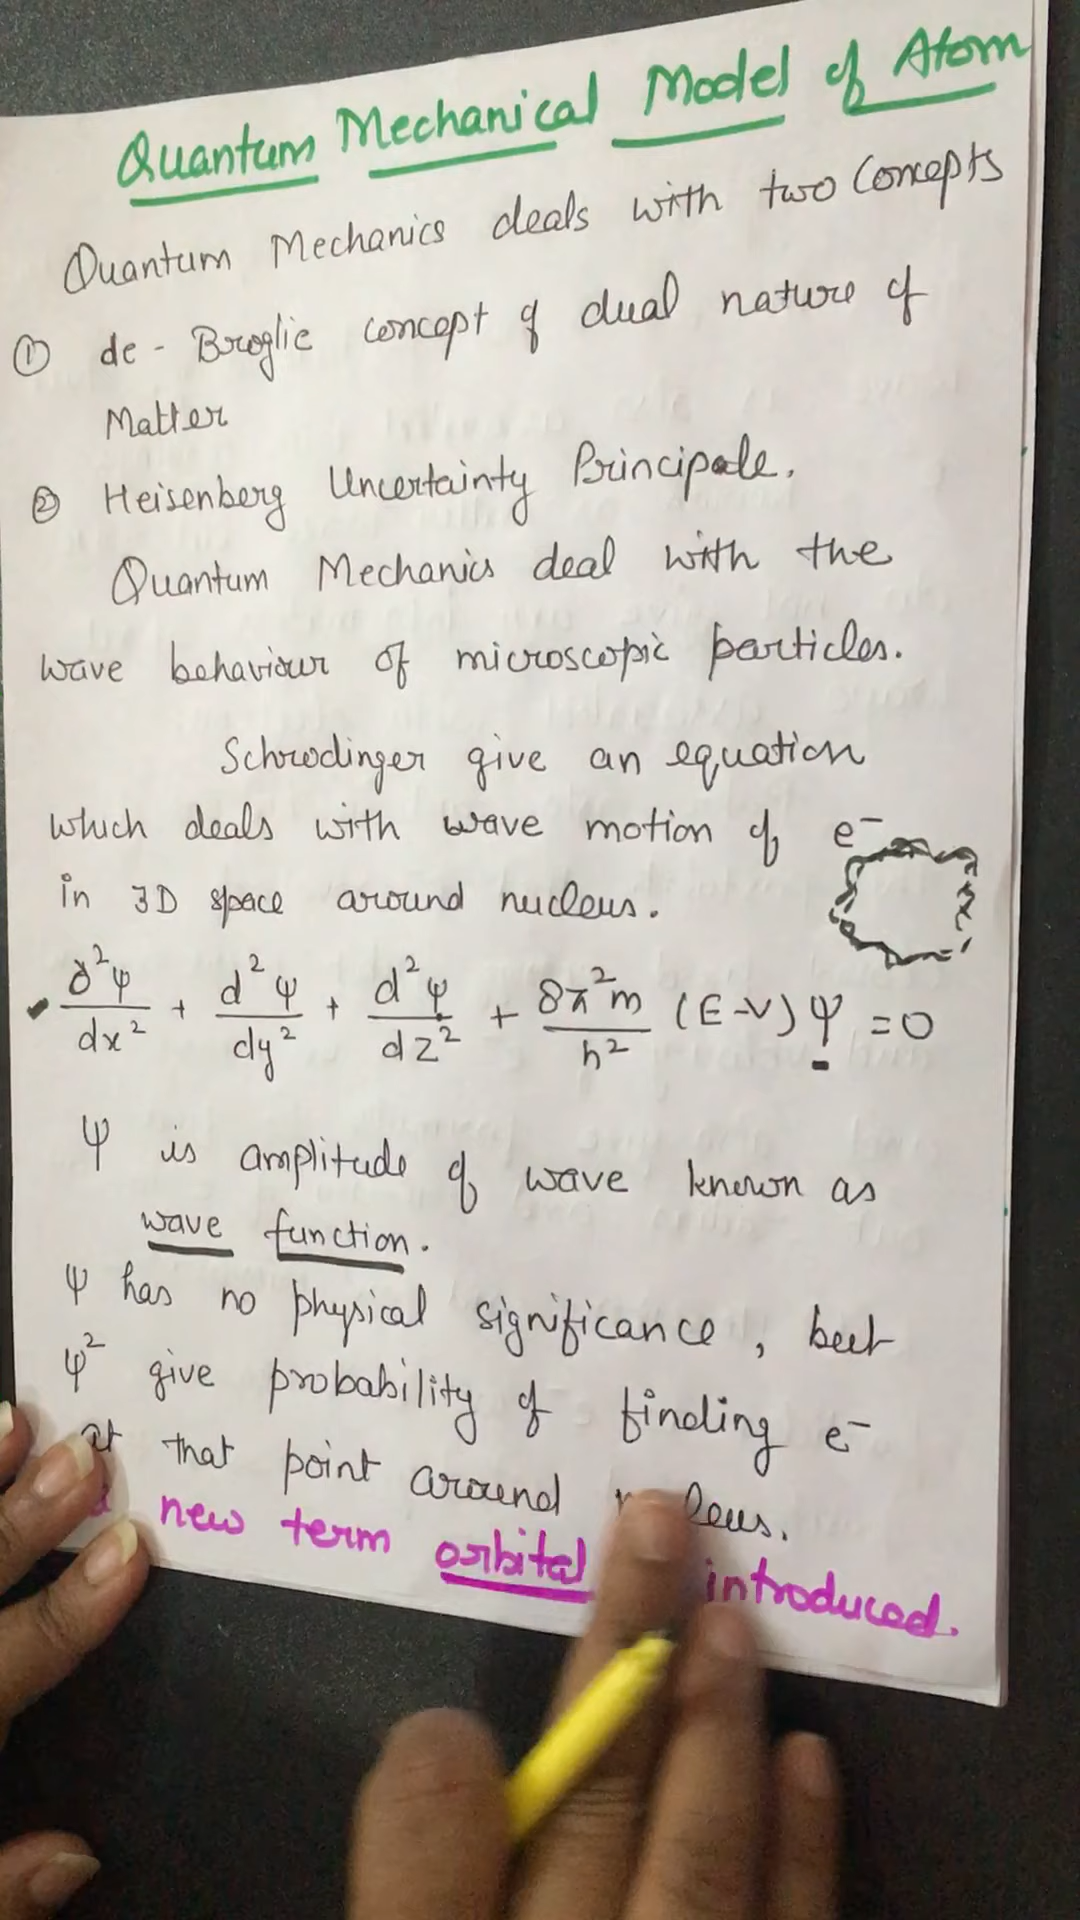 Quantum Mechanical Model of Atom
Quantum Mechanics deals with two Concepts
① de - Broglie concept of dual nature of
Matter
② Heisenberg Uncertainty Principale.
Quantum Mechanics deal with the
wave behaviour of microscopic particles.
Schrodinger give an equation
which deals with wave motion of e⁻
in 3D space around nucleus.
∂²ψ/dx² + d²ψ/dy² + d²ψ/dz² + 8π²m/h² (E-V) ψ = 0
ψ is amplitude of wave known as
wave function.
ψ has no physical significance, but
ψ² give probability of finding e⁻
at that point around
new term orbital introduced.